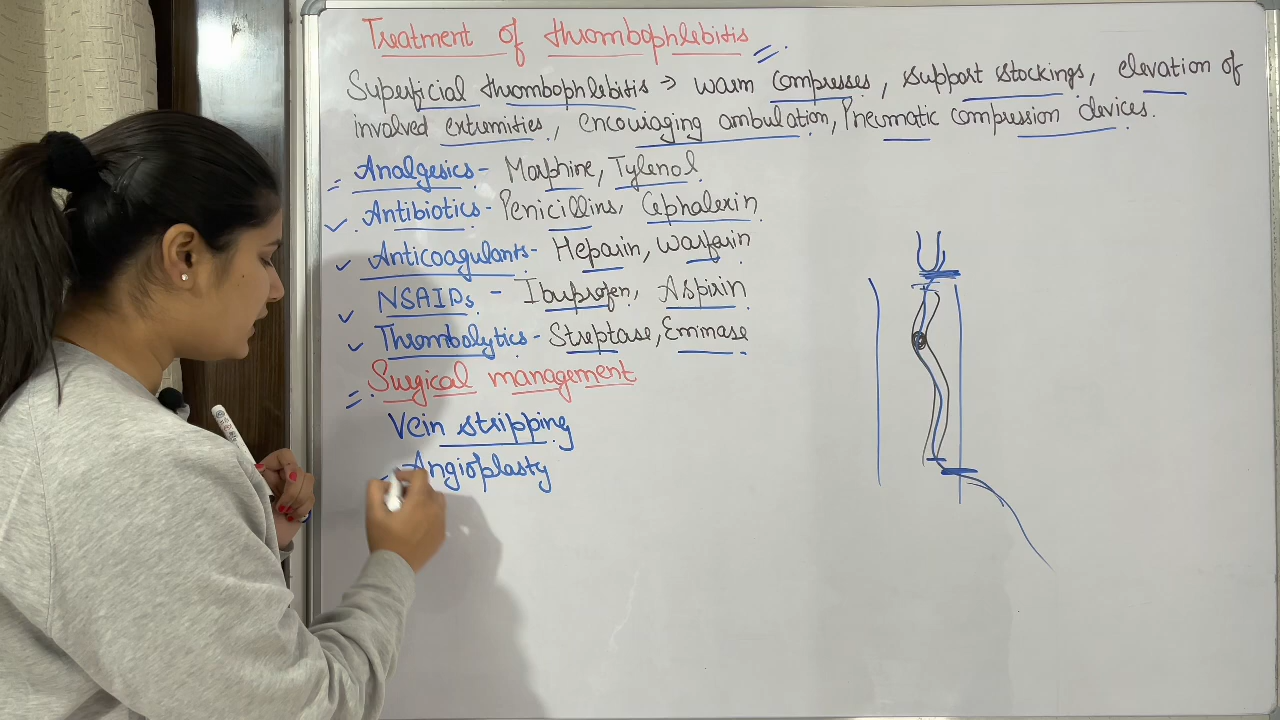 Treatment of thrombophlebitis
Superficial thrombophlebitis → warm compresses, support stockings, elevation of
involved extremities, encouraging ambulation, Pneumatic compression devices.
Analgesics - Morphine, Tylenol.
Antibiotics - Penicillins, Cephalexin
Anticoagulants - Heparin, Warfarin
NSAIDs - Ibuprofen, Aspirin
Thrombolytics - Streptase, Emmase
Surgical management
Vein stripping
Angioplasty